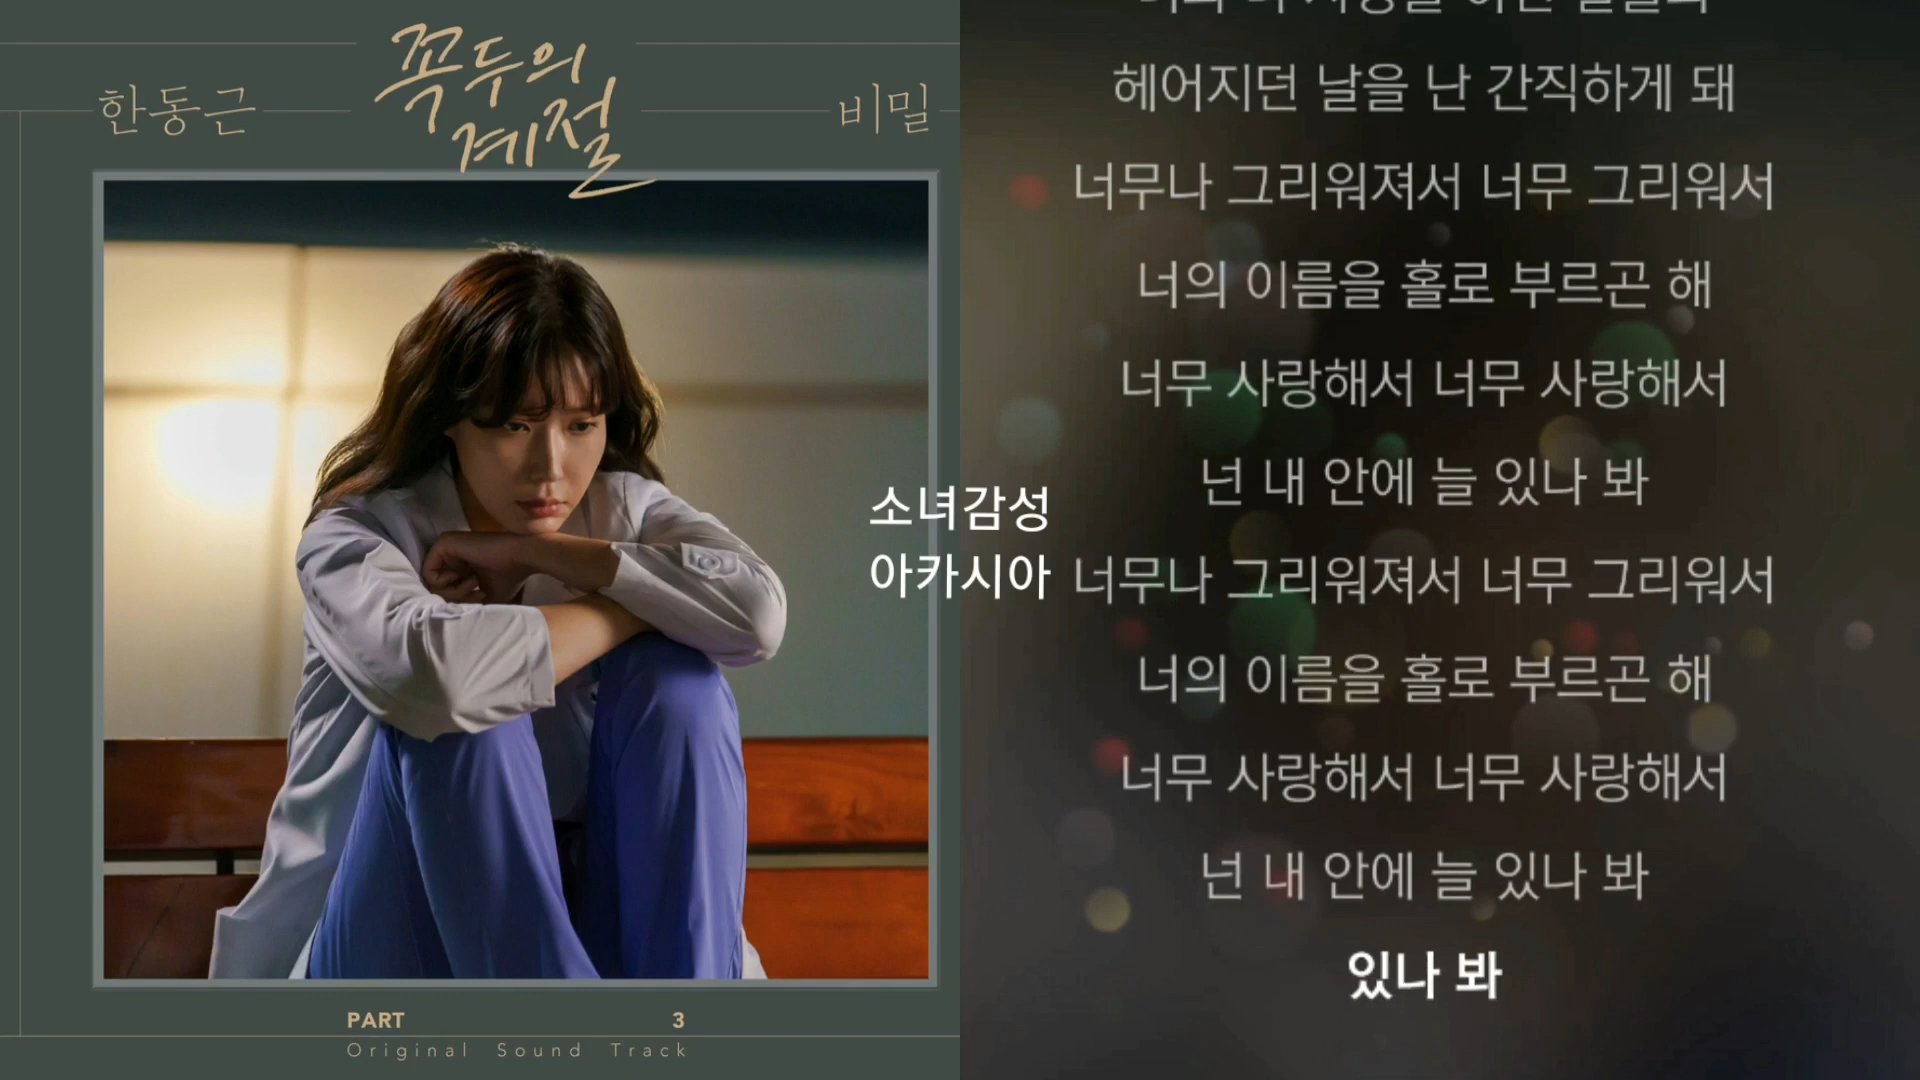 꼭두의
계절
한동근
비밀
PART 3
Original Sound Track
소녀감성
아카시아
헤어지던 날을 난 간직하게 돼
너무나 그리워져서 너무 그리워서
너의 이름을 홀로 부르곤 해
너무 사랑해서 너무 사랑해서
넌 내 안에 늘 있나 봐
너무나 그리워져서 너무 그리워서
너의 이름을 홀로 부르곤 해
너무 사랑해서 너무 사랑해서
넌 내 안에 늘 있나 봐
있나 봐